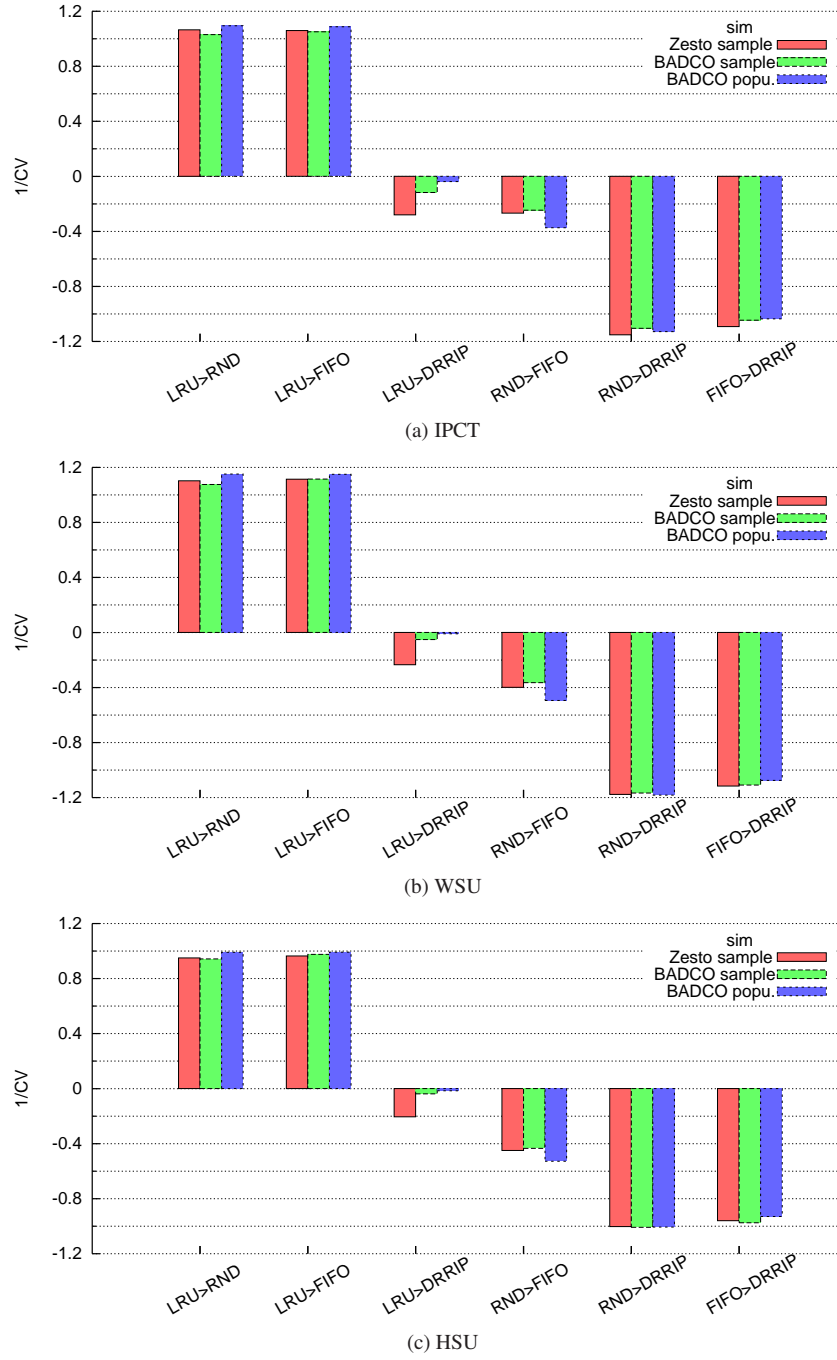 1.2
0.8
0.4
0
-0.4
-0.8
-1.2
1/CV
sim
Zesto sample
BADCO sample
BADCO popu.
LRU>RND
LRU>FIFO
LRU>DRRIP
RND>FIFO
RND>DRRIP
FIFO>DRRIP
(a) IPCT
1.2
0.8
0.4
0
-0.4
-0.8
-1.2
1/CV
sim
Zesto sample
BADCO sample
BADCO popu.
LRU>RND
LRU>FIFO
LRU>DRRIP
RND>FIFO
RND>DRRIP
FIFO>DRRIP
(b) WSU
1.2
0.8
0.4
0
-0.4
-0.8
-1.2
1/CV
sim
Zesto sample
BADCO sample
BADCO popu.
LRU>RND
LRU>FIFO
LRU>DRRIP
RND>FIFO
RND>DRRIP
FIFO>DRRIP
(c) HSU